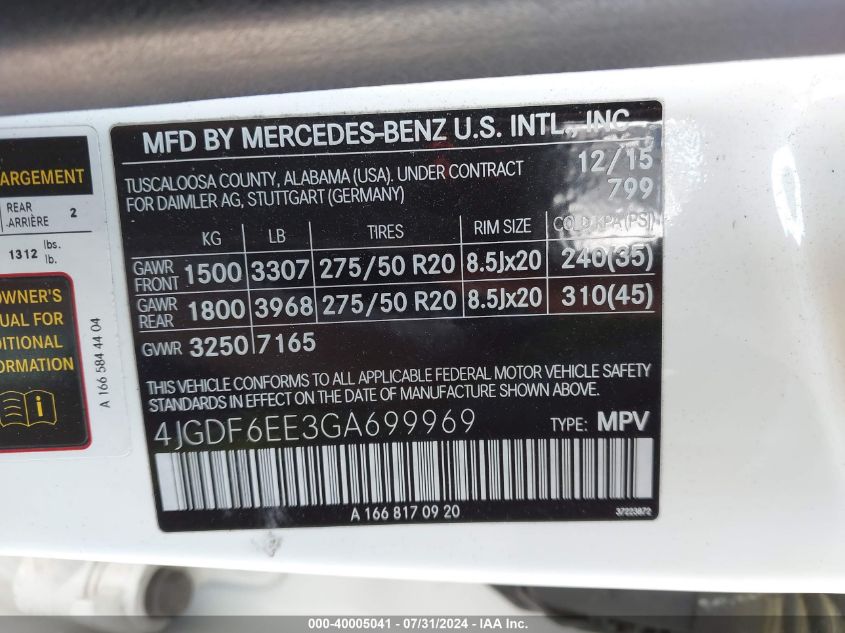 ARGEMENT
REAR
ARRIÈRE 2
1312 lbs.
lb.
OWNER'S
UAL FOR
DITIONAL
ORMATION
A 166 584 44 04
MFD BY MERCEDES-BENZ U.S. INTL., INC.
TUSCALOOSA COUNTY, ALABAMA (USA). UNDER CONTRACT
FOR DAIMLER AG, STUTTGART (GERMANY)
12/15
799
KG LB TIRES RIM SIZE COLD KPA (PSI)
GAWR FRONT 1500 3307 275/50 R20 8.5Jx20 240(35)
GAWR REAR 1800 3968 275/50 R20 8.5Jx20 310(45)
GVWR 3250 7165
THIS VEHICLE CONFORMS TO ALL APPLICABLE FEDERAL MOTOR VEHICLE SAFETY
STANDARDS IN EFFECT ON THE DATE OF MANUFACTURE SHOWN ABOVE.
4JGDF6EE3GA699969 TYPE: MPV
A 166 817 09 20
37223872
000-40005041 - 07/31/2024 - © IAA, Inc.